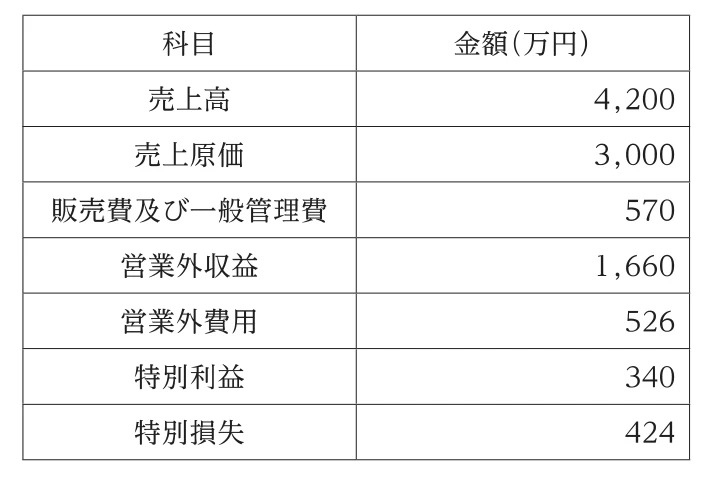 科目 金額(万円)
売上高 4,200
売上原価 3,000
販売費及び一般管理費 570
営業外収益 1,660
営業外費用 526
特別利益 340
特別損失 424